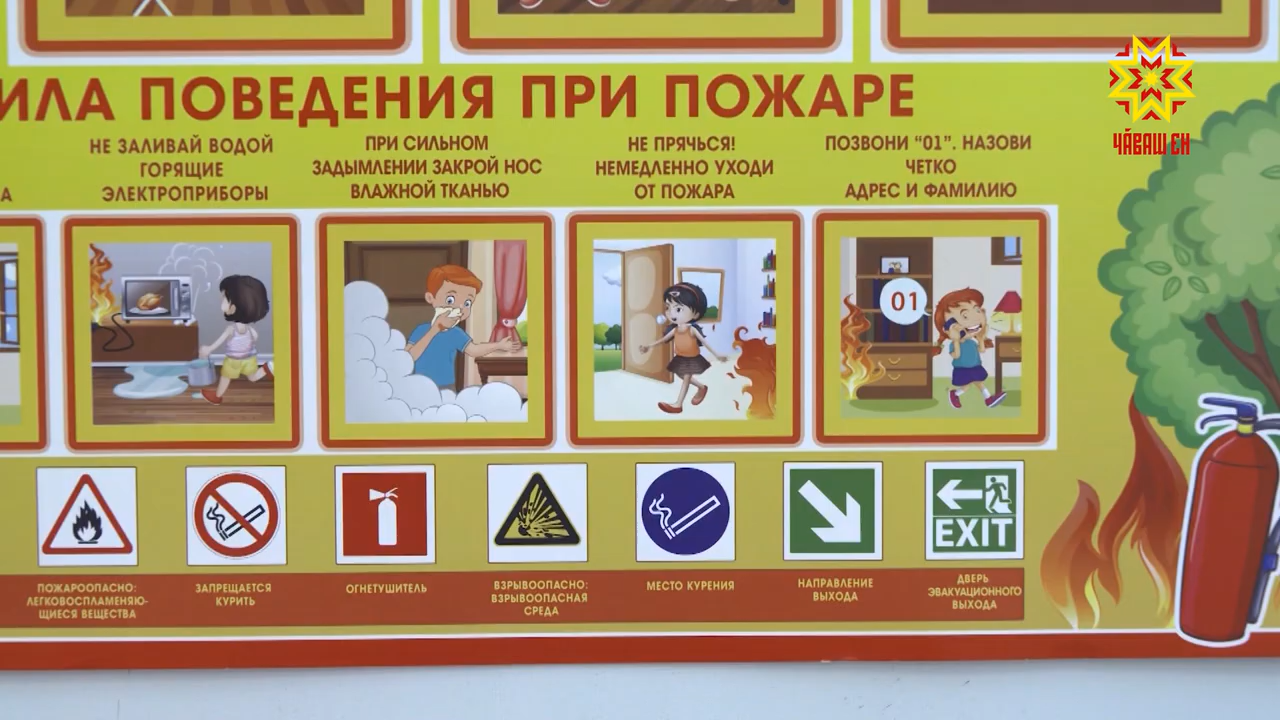 ИЛА ПОВЕДЕНИЯ ПРИ ПОЖАРЕ
НЕ ЗАЛИВАЙ ВОДОЙ
ГОРЯЩИЕ
ЭЛЕКТРОПРИБОРЫ
ПРИ СИЛЬНОМ
ЗАДЫМЛЕНИИ ЗАКРОЙ НОС
ВЛАЖНОЙ ТКАНЬЮ
НЕ ПРЯЧЬСЯ!
НЕМЕДЛЕННО УХОДИ
ОТ ПОЖАРА
ПОЗВОНИ “01”. НАЗОВИ
ЧЕТКО
АДРЕС И ФАМИЛИЮ
А
01
EXIT
ПОЖАРООПАСНО:
ЛЕГКОВОСПЛАМЕНЯЮ-
ЩИЕСЯ ВЕЩЕСТВА
ЗАПРЕЩАЕТСЯ
КУРИТЬ
ОГНЕТУШИТЕЛЬ
ВЗРЫВООПАСНО:
ВЗРЫВООПАСНАЯ
СРЕДА
МЕСТО КУРЕНИЯ
НАПРАВЛЕНИЕ
ВЫХОДА
ДВЕРЬ
ЭВАКУАЦИОННОГО
ВЫХОДА
ЧӐВАШ ЕН